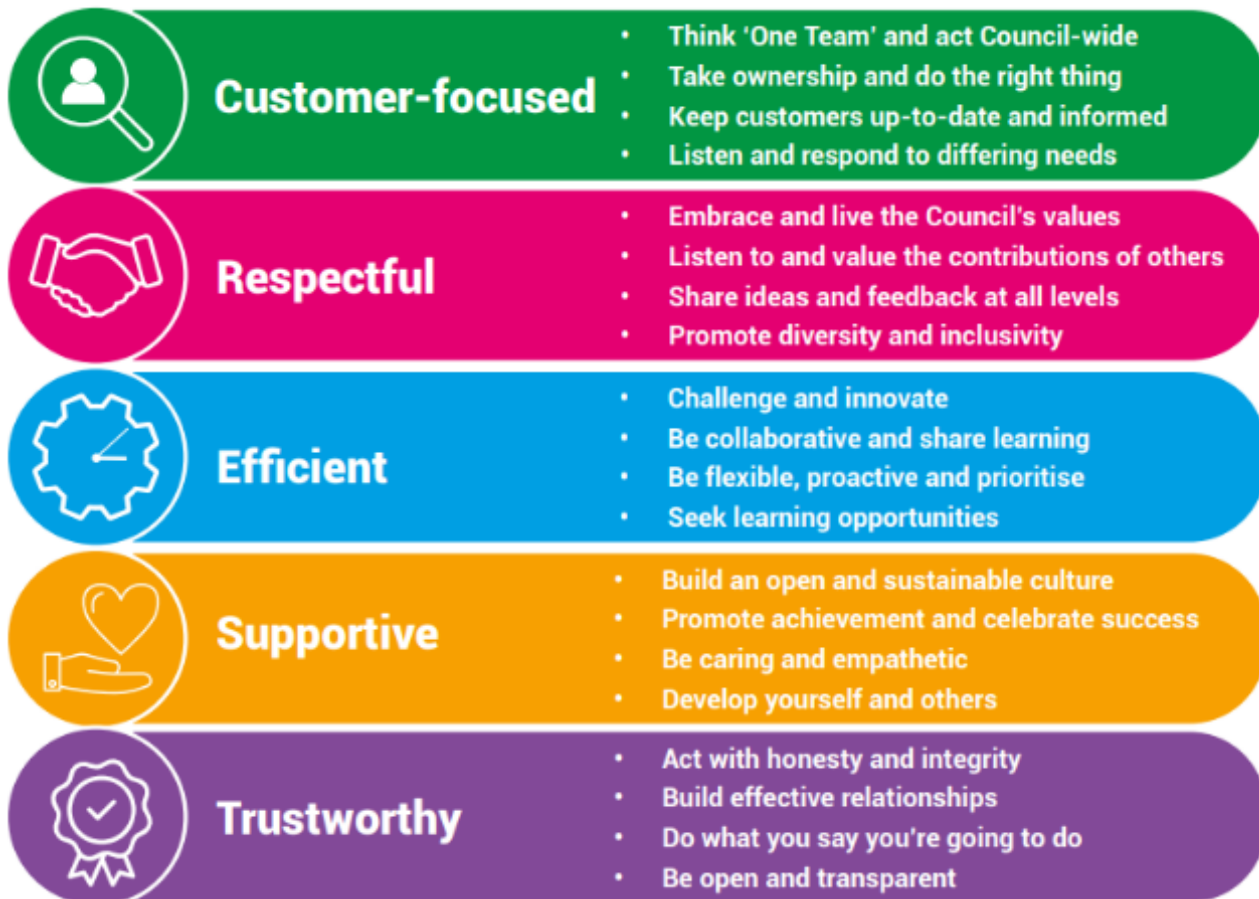 Customer-focused
• Think ‘One Team’ and act Council-wide
• Take ownership and do the right thing
• Keep customers up-to-date and informed
• Listen and respond to differing needs
Respectful
• Embrace and live the Council's values
• Listen to and value the contributions of others
• Share ideas and feedback at all levels
• Promote diversity and inclusivity
Efficient
• Challenge and innovate
• Be collaborative and share learning
• Be flexible, proactive and prioritise
• Seek learning opportunities
Supportive
• Build an open and sustainable culture
• Promote achievement and celebrate success
• Be caring and empathetic
• Develop yourself and others
Trustworthy
• Act with honesty and integrity
• Build effective relationships
• Do what you say you're going to do
• Be open and transparent